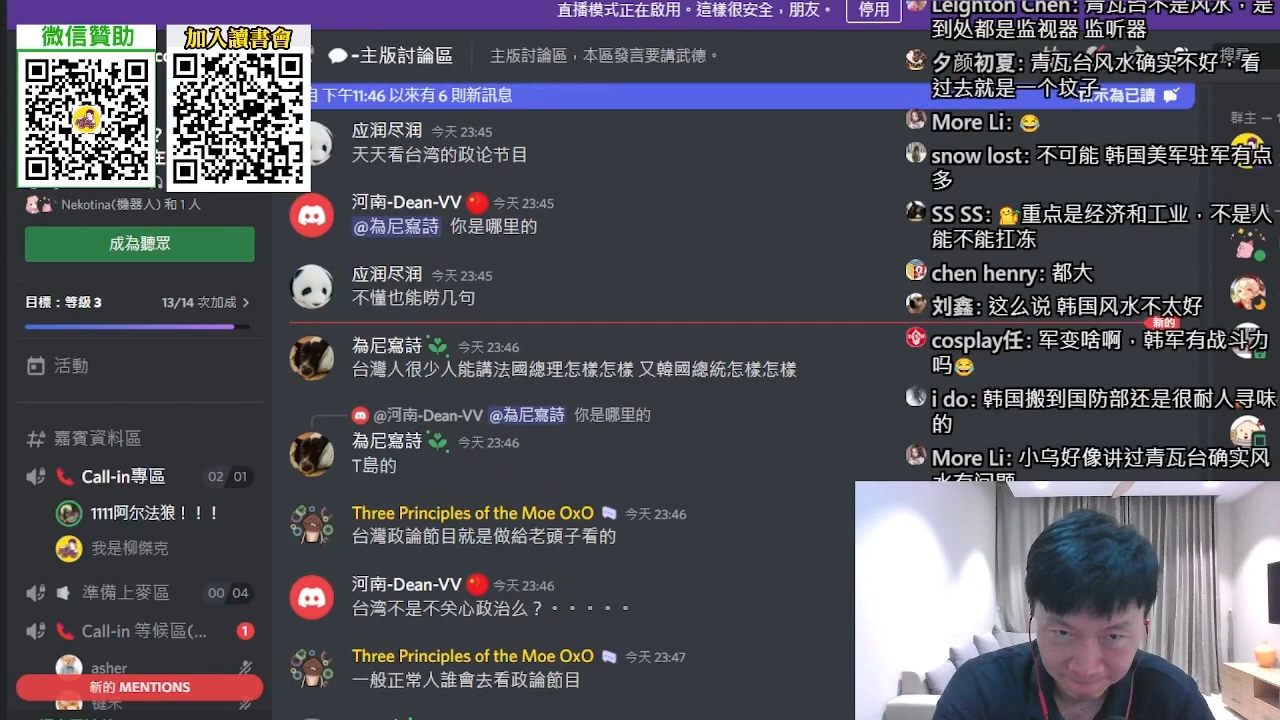 直播模式正在啟用。這樣很安全，朋友。
停用
微信贊助
加入讀書會
-主版討論區
主版討論區，本區發言要講武德。
搜尋
下午11:46 以來有 6 則新訊息
標示為已讀
Nekotina(機器人) 和 1 人
成為聽眾
目標：等級 3
13/14 次加成
活動
嘉賓資料區
Call-in專區
02 01
1111阿尔法狼！！！
我是柳傑克
準備上麥區
00 04
Call-in 等候區(...
1
asher
新的 MENTIONS
应润尽润 今天 23:45
天天看台湾的政论节目
河南-Dean-VV 今天 23:45
@為尼寫詩 你是哪里的
应润尽润 今天 23:45
不懂也能唠几句
新的
為尼寫詩 今天 23:46
台灣人很少人能講法國總理怎樣怎樣 又韓國總統怎樣怎樣
@河南-Dean-VV @為尼寫詩 你是哪里的
為尼寫詩 今天 23:46
T島的
Three Principles of the Moe OxO 今天 23:46
台灣政論節目就是做給老頭子看的
河南-Dean-VV 今天 23:46
台湾不是不关心政治么？・・・・・
Three Principles of the Moe OxO 今天 23:47
一般正常人誰會去看政論節目
群主 — 1
Leighton Chen: 青瓦台不是风水，是
到处都是监视器 监听器
夕颜初夏: 青瓦台风水确实不好，看
过去就是一个坟子
More Li: 😂
snow lost: 不可能 韩国美军驻军有点
多
SS SS: 重点是经济和工业，不是人
能不能扛冻
chen henry: 都大
刘鑫: 这么说 韩国风水不太好
cosplay任: 军变啥啊，韩军有战斗力
吗😂
i do: 韩国搬到国防部还是很耐人寻味
的
More Li: 小乌好像讲过青瓦台确实风
水有问题